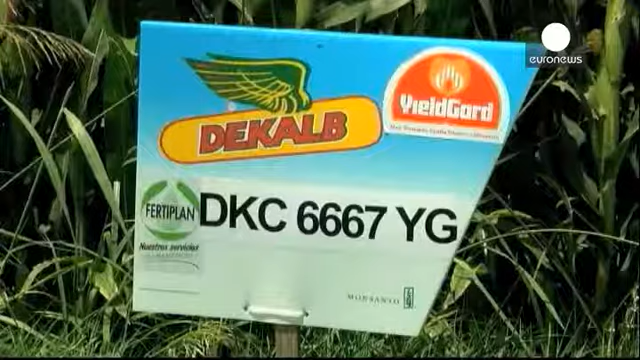 euronews
DEKALB
YieldGard
FERTIPLAN
DKC 6667 YG
Nuestros servicios
MONSANTO